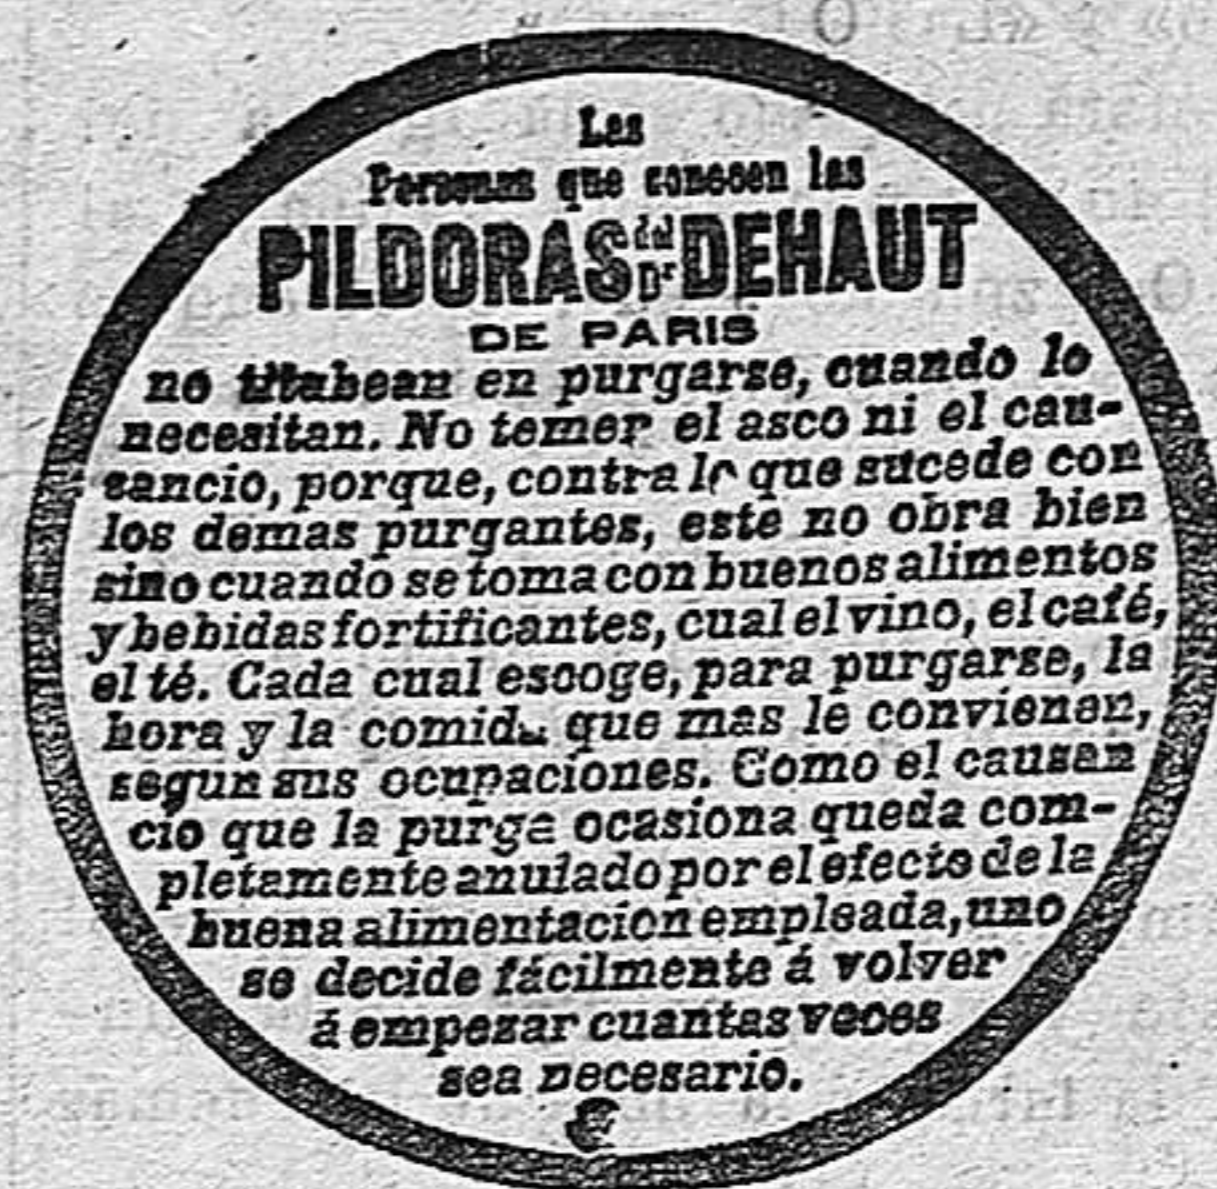 Las
Personas que conocen las
PILDORAS del Dr DEHAUT
DE PARIS
no titubean en purgarse, cuando lo
necesitan. No temer el asco ni el cau-
sancio, porque, contra lo que sucede con
los demas purgantes, este no obra bien
sino cuando se toma con buenos alimentos
y bebidas fortificantes, cual el vino, el café,
el té. Cada cual escoge, para purgarse, la
hora y la comida que mas le convienen,
segun sus ocupaciones. Como el causan
cio que la purga ocasiona queda com-
pletamente anulado por el efecto de la
buena alimentacion empleada, uno
se decide fácilmente á volver
á empezar cuantas veces
sea necesario.